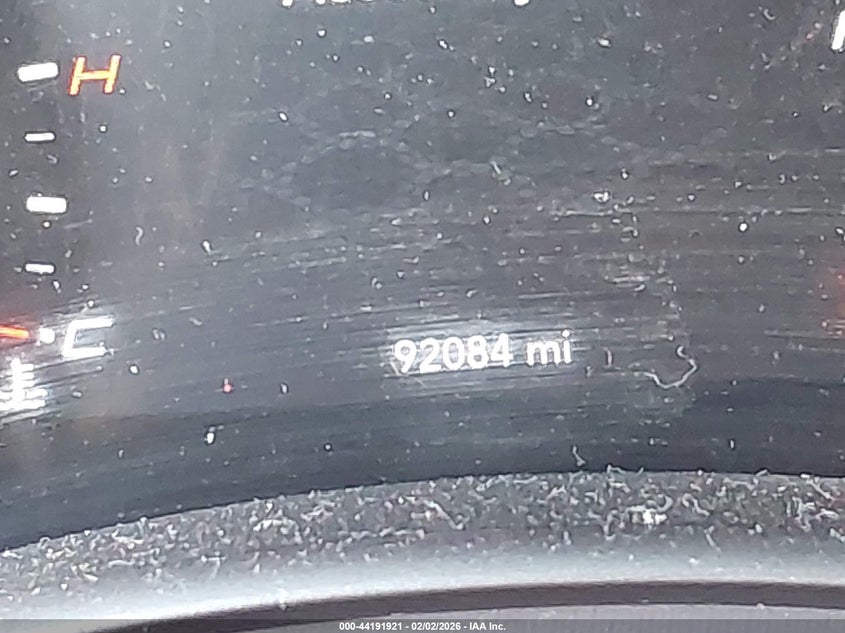 H
C
92084 mi
000-44191921 - 02/02/2026 - IAA Inc.